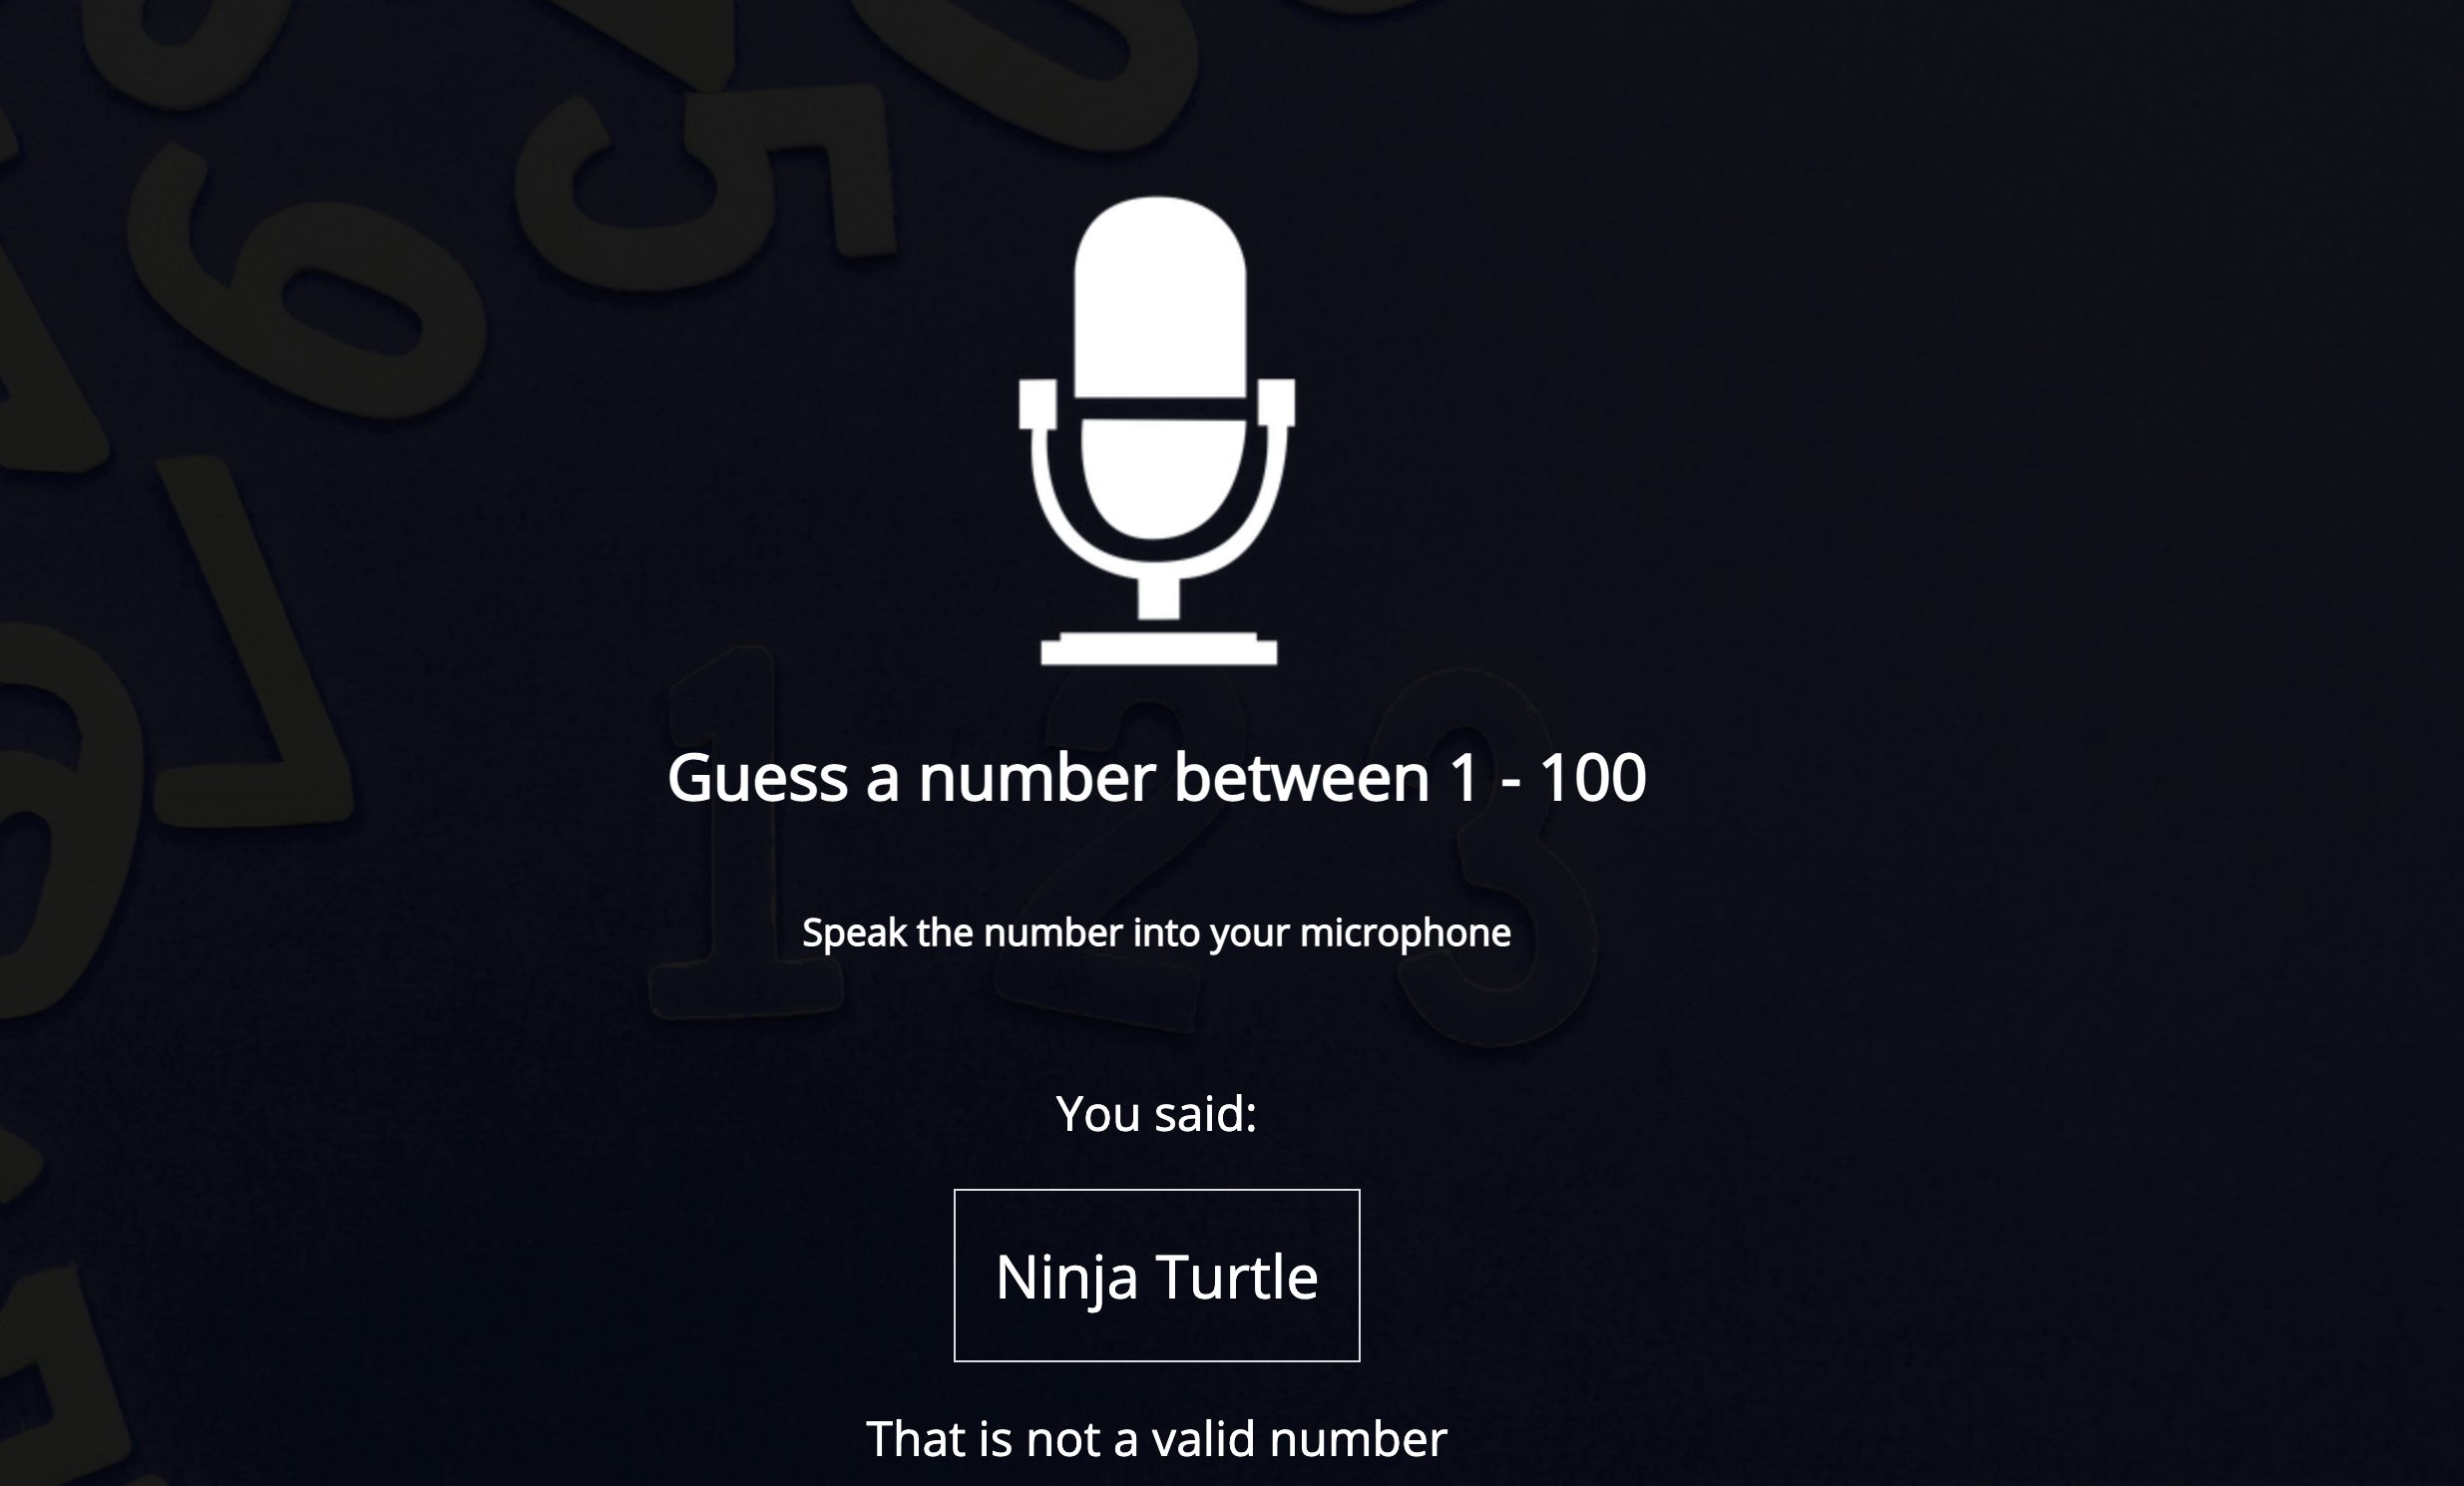 Guess a number between 1 - 100
Speak the number into your microphone
You said:
Ninja Turtle
That is not a valid number